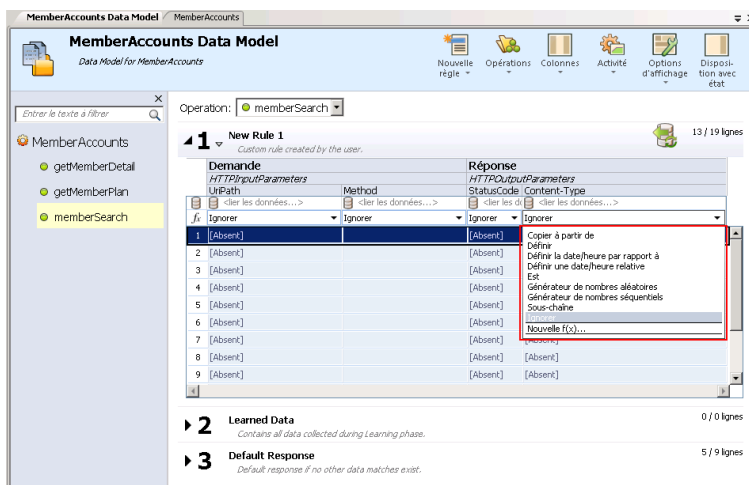 MemberAccounts Data Model
MemberAccounts
MemberAccounts Data Model
Data Model for MemberAccounts
Nouvelle règle
Opérations
Colonnes
Activité
Options d'affichage
Disposi-tion avec état
Entrer le texte a filtrer
MemberAccounts
getMemberDetail
getMemberPlan
memberSearch
Operation: memberSearch
1 New Rule 1
Custom rule created by the user.
13 / 19 lignes
Demande Réponse
HTTPInputParameters HTTPOutputParameters
UriPath Method StatusCode Content-Type
<lier les données...> <lier les données...> <lier les do <lier les données...>
fx Ignorer Ignorer Ignorer Ignorer
1 [Absent] [Absent]
2 [Absent] [Absent]
3 [Absent] [Absent]
4 [Absent] [Absent]
5 [Absent] [Absent]
6 [Absent] [Absent]
7 [Absent] [Absent] [Absent]
8 [Absent] [Absent] [Absent]
9 [Absent] [Absent] [Absent]
Copier à partir de
Définir
Définir la date/heure par rapport à
Définir une date/heure relative
Est
Générateur de nombres aléatoires
Générateur de nombres séquentiels
Sous-chaîne
Ignorer
Nouvelle f(x)...
2 Learned Data
Contains all data collected during Learning phase.
0 / 0 lignes
3 Default Response
Default response if no other data matches exist.
5 / 9 lignes